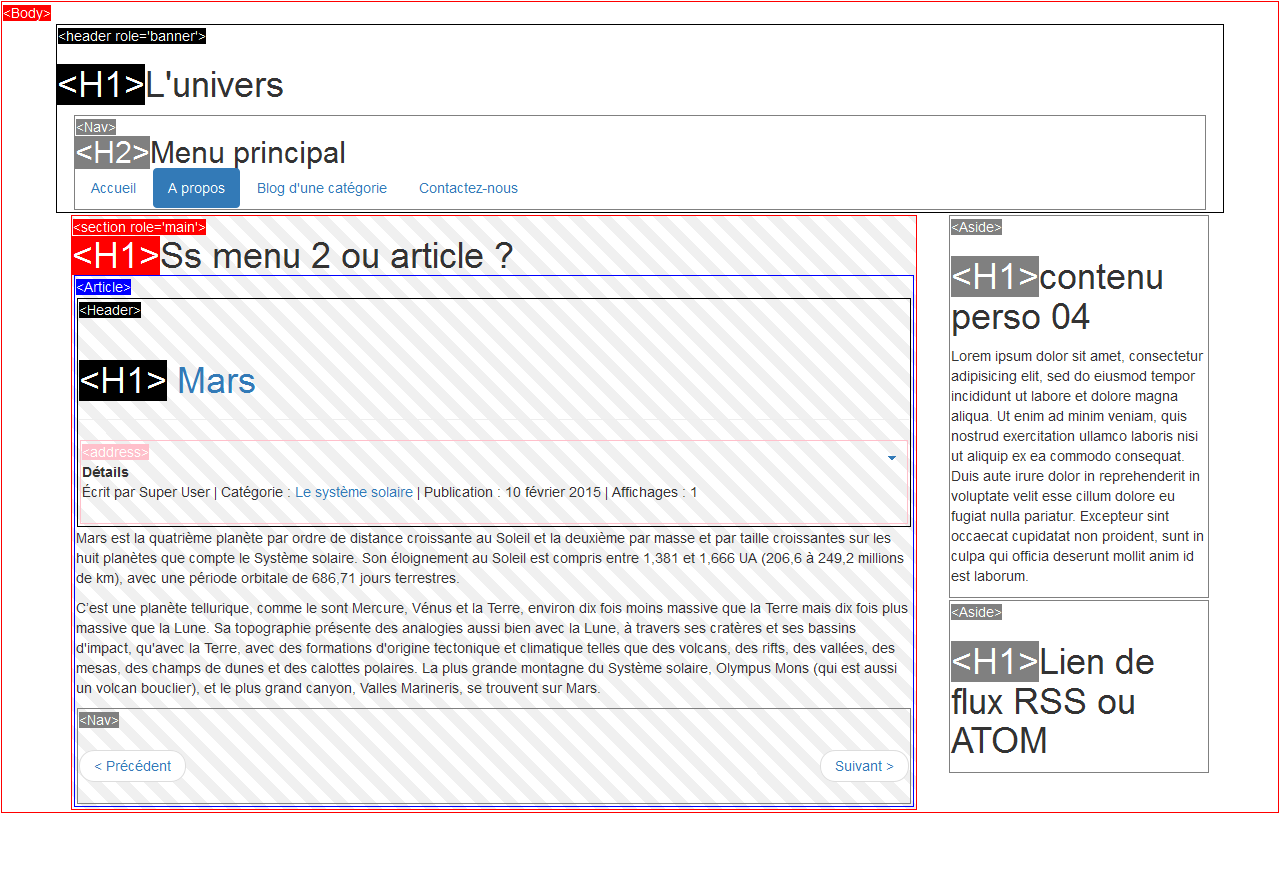 <Body>
<header role='banner'>
<H1>L'univers
<Nav>
<H2>Menu principal
Accueil A propos Blog d'une catégorie Contactez-nous
<section role='main'>
<H1>Ss menu 2 ou article ?
<Article>
<Header>
<H1> Mars
<address>
Détails
Écrit par Super User | Catégorie : Le système solaire | Publication : 10 février 2015 | Affichages : 1
Mars est la quatrième planète par ordre de distance croissante au Soleil et la deuxième par masse et par taille croissantes sur les
huit planètes que compte le Système solaire. Son éloignement au Soleil est compris entre 1,381 et 1,666 UA (206,6 à 249,2 millions
de km), avec une période orbitale de 686,71 jours terrestres.
C'est une planète tellurique, comme le sont Mercure, Vénus et la Terre, environ dix fois moins massive que la Terre mais dix fois plus
massive que la Lune. Sa topographie présente des analogies aussi bien avec la Lune, à travers ses cratères et ses bassins
d'impact, qu'avec la Terre, avec des formations d'origine tectonique et climatique telles que des volcans, des rifts, des vallées, des
mesas, des champs de dunes et des calottes polaires. La plus grande montagne du Système solaire, Olympus Mons (qui est aussi
un volcan bouclier), et le plus grand canyon, Valles Marineris, se trouvent sur Mars.
<Nav>
< Précédent Suivant >
<Aside>
<H1>contenu
perso 04
Lorem ipsum dolor sit amet, consectetur
adipisicing elit, sed do eiusmod tempor
incididunt ut labore et dolore magna
aliqua. Ut enim ad minim veniam, quis
nostrud exercitation ullamco laboris nisi
ut aliquip ex ea commodo consequat.
Duis aute irure dolor in reprehenderit in
voluptate velit esse cillum dolore eu
fugiat nulla pariatur. Excepteur sint
occaecat cupidatat non proident, sunt in
culpa qui officia deserunt mollit anim id
est laborum.
<Aside>
<H1>Lien de
flux RSS ou
ATOM